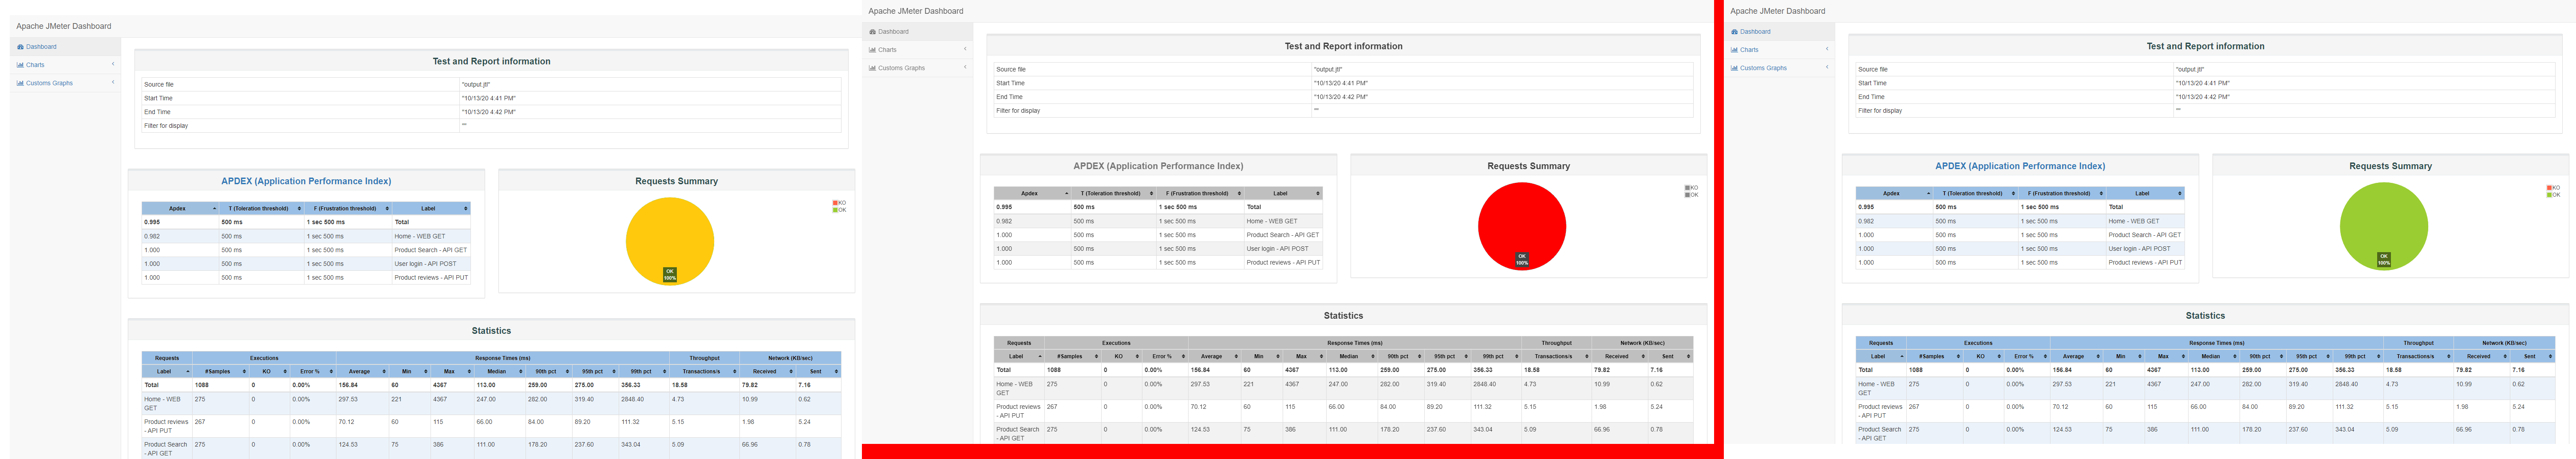 Apache JMeter Dashboard
Dashboard
Charts
Customs Graphs
Test and Report information
Source file "output.jtl"
Start Time "10/13/20 4:41 PM"
End Time "10/13/20 4:42 PM"
Filter for display ""
APDEX (Application Performance Index)
Apdex T (Toleration threshold) F (Frustration threshold) Label
0.995 500 ms 1 sec 500 ms Total
0.982 500 ms 1 sec 500 ms Home - WEB GET
1.000 500 ms 1 sec 500 ms Product Search - API GET
1.000 500 ms 1 sec 500 ms User login - API POST
1.000 500 ms 1 sec 500 ms Product reviews - API PUT
Requests Summary
KO
OK
OK
100%
Statistics
Requests Executions Response Times (ms) Throughput Network (KB/sec)
Label #Samples KO Error % Average Min Max Median 90th pct 95th pct 99th pct Transactions/s Received Sent
Total 1088 0 0.00% 156.84 60 4367 113.00 259.00 275.00 356.33 18.58 79.82 7.16
Home - WEB 275 0 0.00% 297.53 221 4367 247.00 282.00 319.40 2848.40 4.73 10.99 0.62
GET
Product reviews 267 0 0.00% 70.12 60 115 66.00 84.00 89.20 111.32 5.15 1.98 5.24
- API PUT
Product Search 275 0 0.00% 124.53 75 386 111.00 178.20 237.60 343.04 5.09 66.96 0.78
- API GET
Apache JMeter Dashboard
Dashboard
Charts
Customs Graphs
Test and Report information
Source file "output.jtl"
Start Time "10/13/20 4:41 PM"
End Time "10/13/20 4:42 PM"
Filter for display ""
APDEX (Application Performance Index)
Apdex T (Toleration threshold) F (Frustration threshold) Label
0.995 500 ms 1 sec 500 ms Total
0.982 500 ms 1 sec 500 ms Home - WEB GET
1.000 500 ms 1 sec 500 ms Product Search - API GET
1.000 500 ms 1 sec 500 ms User login - API POST
1.000 500 ms 1 sec 500 ms Product reviews - API PUT
Requests Summary
KO
OK
OK
100%
Statistics
Requests Executions Response Times (ms) Throughput Network (KB/sec)
Label #Samples KO Error % Average Min Max Median 90th pct 95th pct 99th pct Transactions/s Received Sent
Total 1088 0 0.00% 156.84 60 4367 113.00 259.00 275.00 356.33 18.58 79.82 7.16
Home - WEB 275 0 0.00% 297.53 221 4367 247.00 282.00 319.40 2848.40 4.73 10.99 0.62
GET
Product reviews 267 0 0.00% 70.12 60 115 66.00 84.00 89.20 111.32 5.15 1.98 5.24
- API PUT
Product Search 275 0 0.00% 124.53 75 386 111.00 178.20 237.60 343.04 5.09 66.96 0.78
- API GET
Apache JMeter Dashboard
Dashboard
Charts
Customs Graphs
Test and Report information
Source file "output.jtl"
Start Time "10/13/20 4:41 PM"
End Time "10/13/20 4:42 PM"
Filter for display ""
APDEX (Application Performance Index)
Apdex T (Toleration threshold) F (Frustration threshold) Label
0.995 500 ms 1 sec 500 ms Total
0.982 500 ms 1 sec 500 ms Home - WEB GET
1.000 500 ms 1 sec 500 ms Product Search - API GET
1.000 500 ms 1 sec 500 ms User login - API POST
1.000 500 ms 1 sec 500 ms Product reviews - API PUT
Requests Summary
KO
OK
OK
100%
Statistics
Requests Executions Response Times (ms) Throughput Network (KB/sec)
Label #Samples KO Error % Average Min Max Median 90th pct 95th pct 99th pct Transactions/s Received Sent
Total 1088 0 0.00% 156.84 60 4367 113.00 259.00 275.00 356.33 18.58 79.82 7.16
Home - WEB 275 0 0.00% 297.53 221 4367 247.00 282.00 319.40 2848.40 4.73 10.99 0.62
GET
Product reviews 267 0 0.00% 70.12 60 115 66.00 84.00 89.20 111.32 5.15 1.98 5.24
- API PUT
Product Search 275 0 0.00% 124.53 75 386 111.00 178.20 237.60 343.04 5.09 66.96 0.78
- API GET